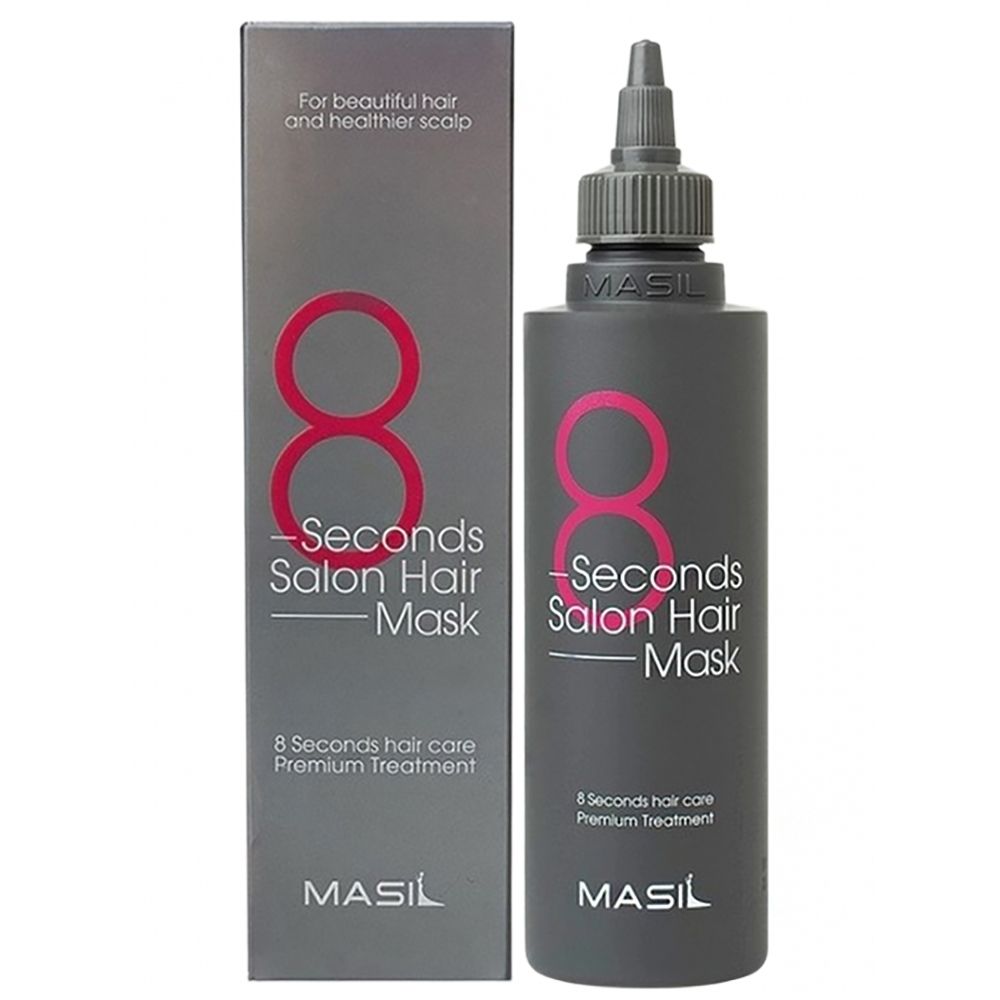 For beautiful hair
and healthier scalp
8
Seconds
Salon Hair
Mask
8 Seconds hair care
Premium Treatment
MASIL
MASIL
8
Seconds
Salon Hair
Mask
8 Seconds hair care
Premium Treatment
MASIL